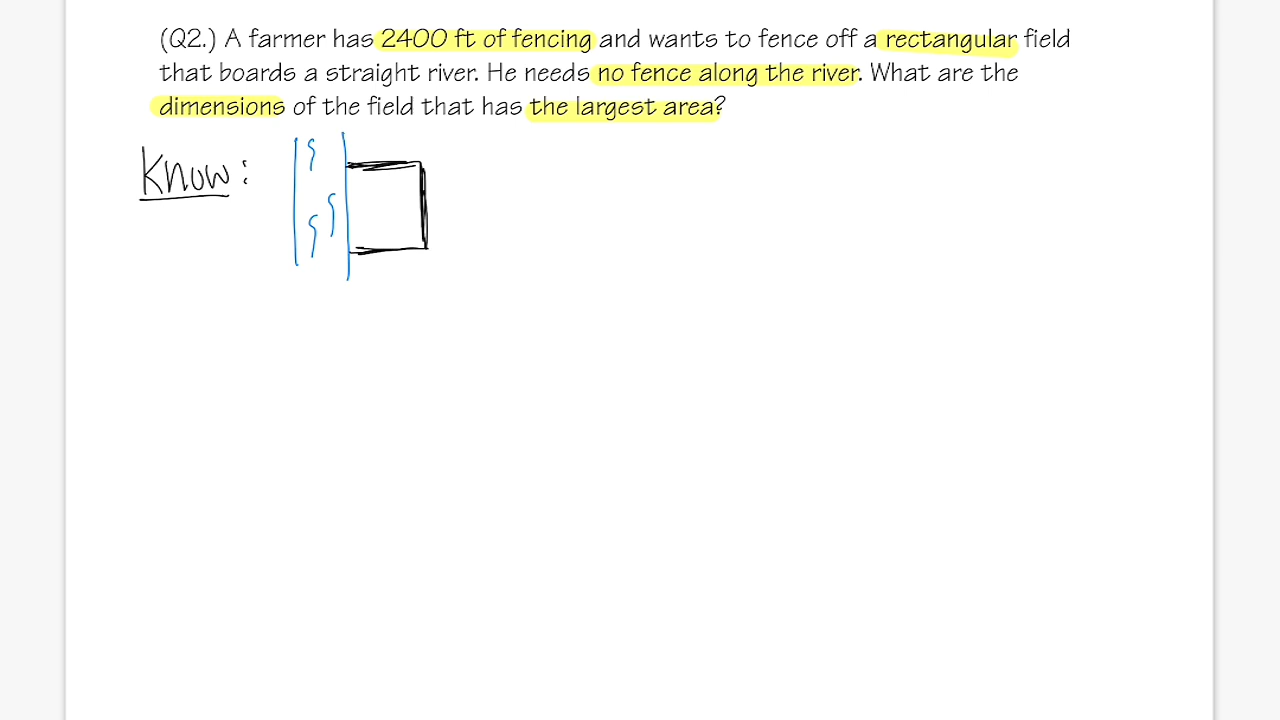 (Q2.) A farmer has 2400 ft of fencing and wants to fence off a rectangular field
that boards a straight river. He needs no fence along the river. What are the
dimensions of the field that has the largest area?
Know: